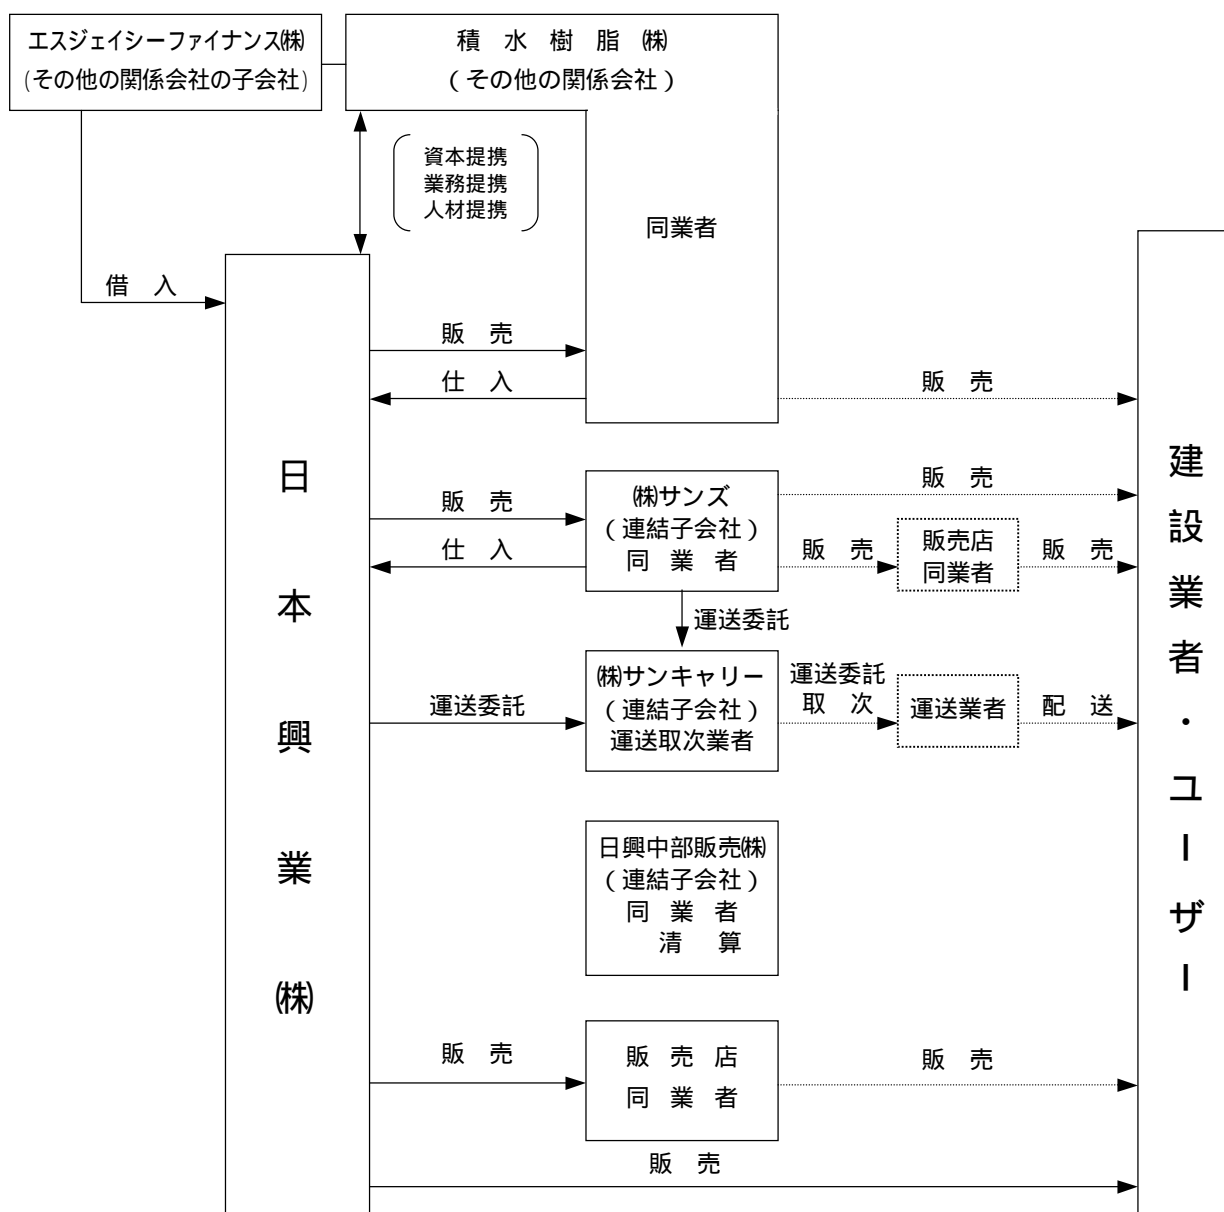 エスジェイシーファイナンス㈱
(その他の関係会社の子会社)
積 水 樹 脂 ㈱
(その他の関係会社)
資本提携
業務提携
人材提携
同業者
借 入
販 売
仕 入
販 売
日本興業㈱
建設業者・ユーザー
販 売
仕 入
㈱サンズ
(連結子会社)
同 業 者
販 売
販 売
販売店
同業者
販 売
運送委託
運送委託
㈱サンキャリー
(連結子会社)
運送取次業者
運送委託
取 次
運送業者
配 送
日興中部販売㈱
(連結子会社)
同 業 者
清 算
販 売
販 売 店
同 業 者
販 売
販 売